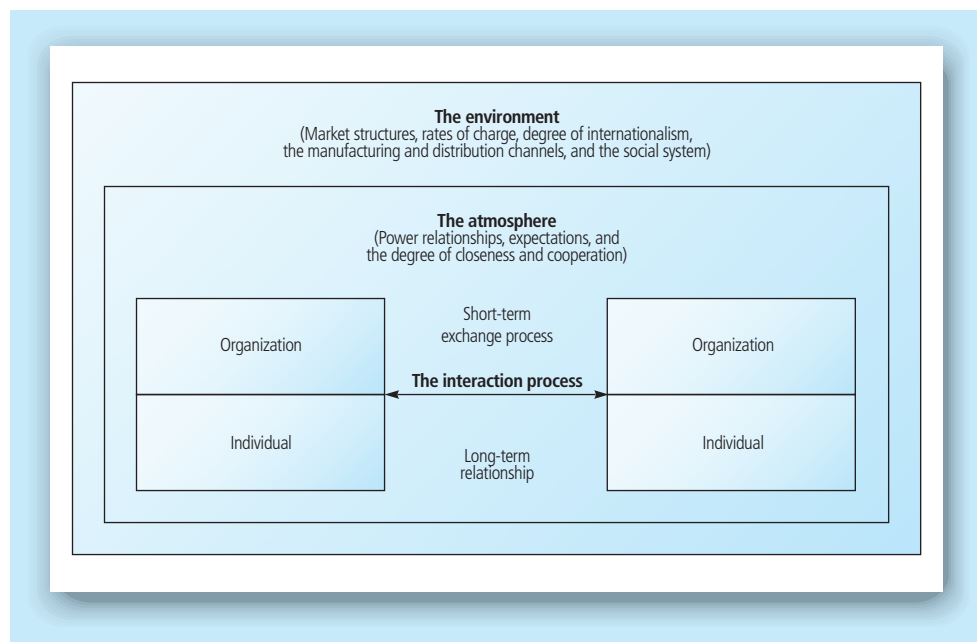 The environment
(Market structures, rates of charge, degree of internationalism,
the manufacturing and distribution channels, and the social system)
The atmosphere
(Power relationships, expectations, and
the degree of closeness and cooperation)
Organization
Individual
Short-term
exchange process
The interaction process
Long-term
relationship
Organization
Individual